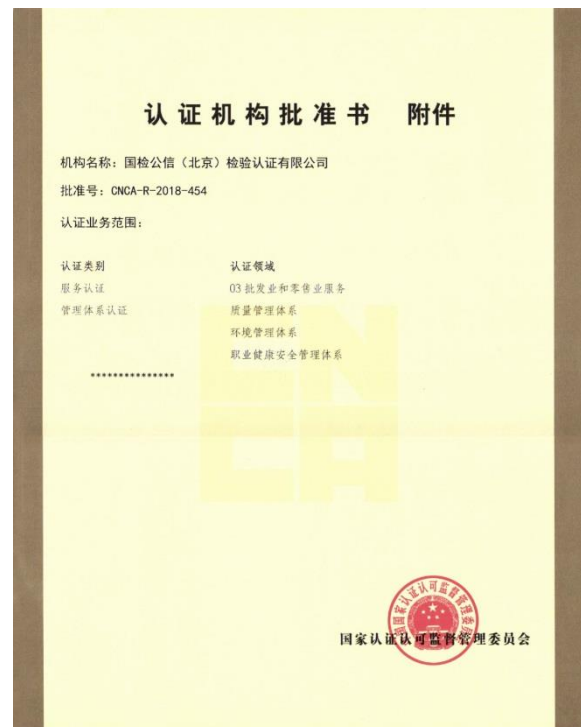 认证机构批准书 附件
机构名称：国检公信（北京）检验认证有限公司
批准号：CNCA-R-2018-454
认证业务范围：
认证类别 认证领域
服务认证 03 批发业和零售业服务
管理体系认证 质量管理体系
环境管理体系
职业健康安全管理体系
***************
国家认证认可监督管理委员会